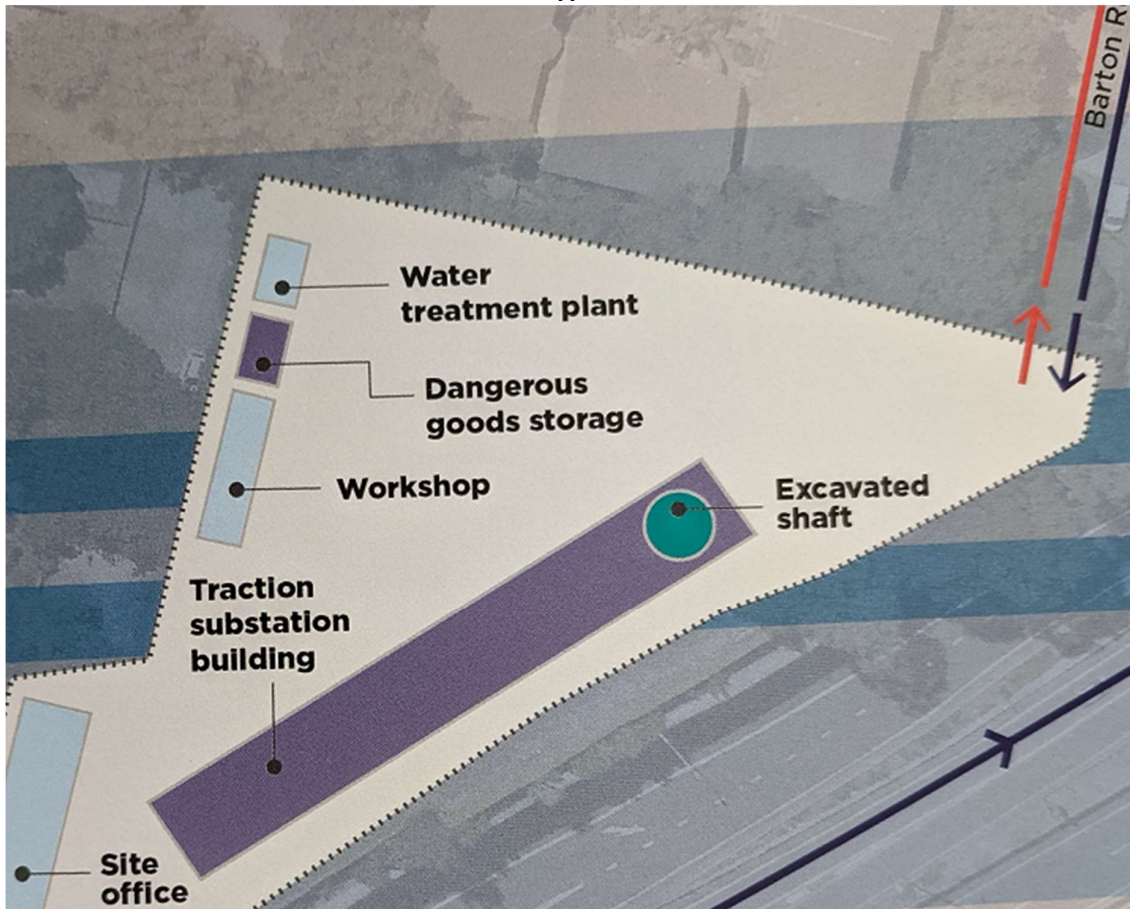 Barton R
Water
treatment plant
Dangerous
goods storage
Workshop
Excavated
shaft
Traction
substation
building
Site
office